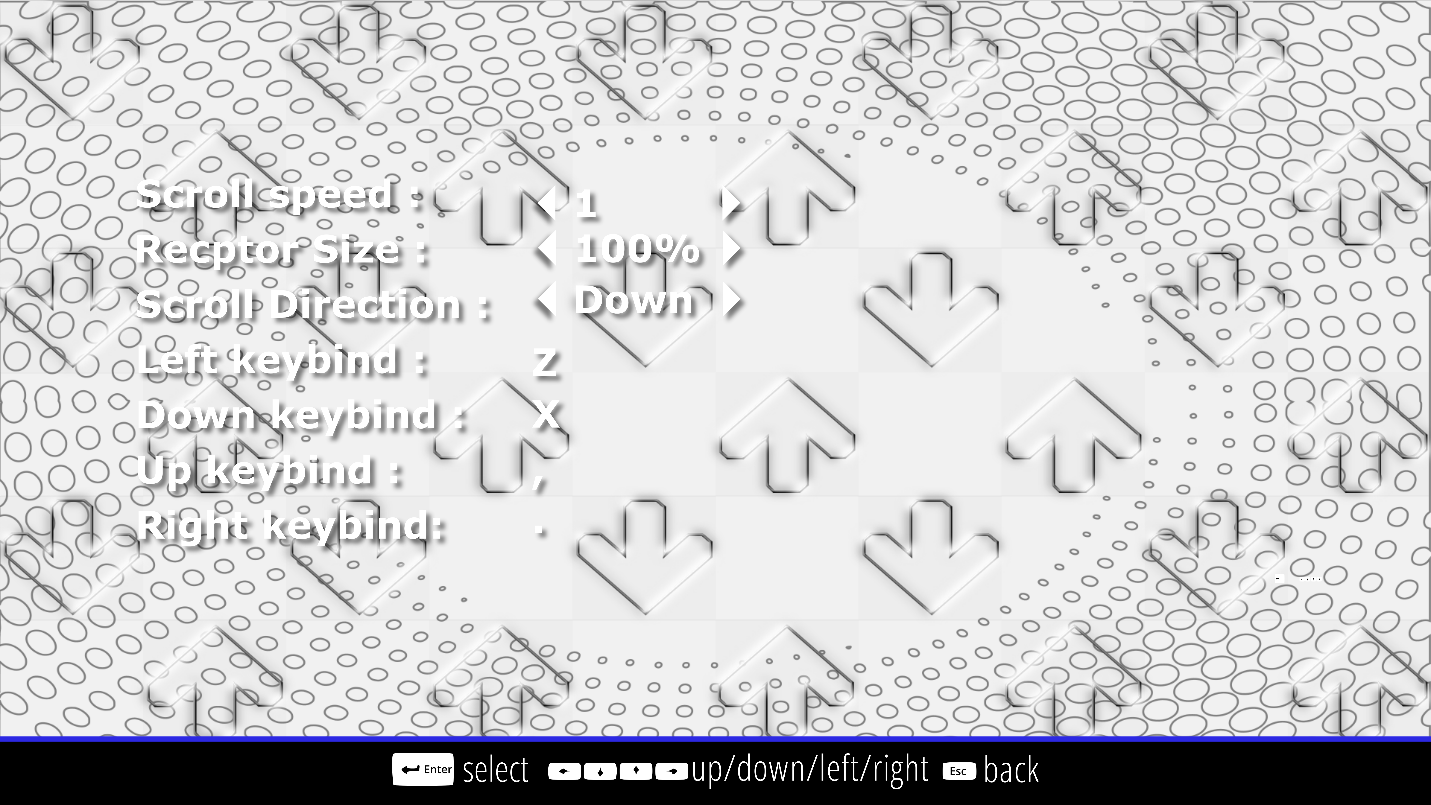 Scroll speed : 1
Recptor Size : 100%
Scroll Direction : Down
Left keybind : Z
Down keybind : X
Up keybind : ,
Right keybind: .
Enter select up/down/left/right Esc back